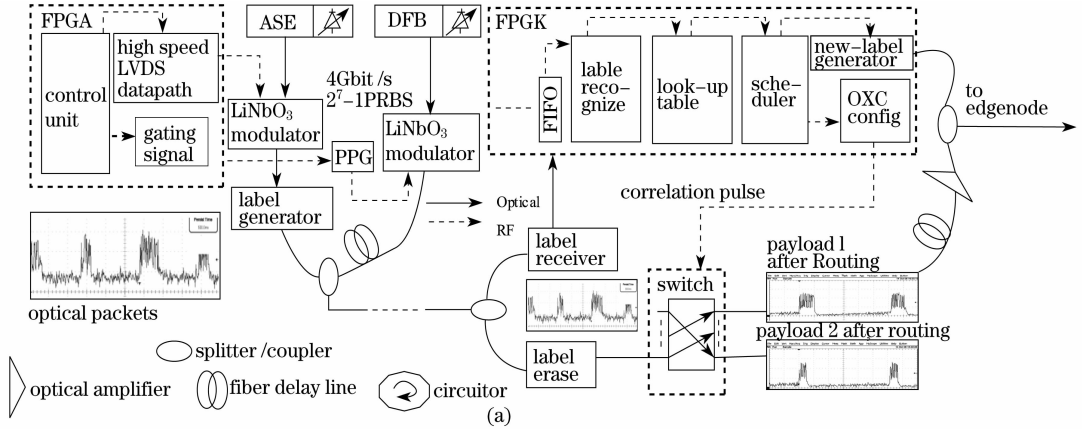 FPGA
control
unit
high speed
LVDS
datapath
gating
signal
ASE
DFB
4Gbit /s
2⁷−1PRBS
LiNbO₃
modulator
PPG
LiNbO₃
modulator
label
generator
Optical
RF
FPGK
FIFO
lable
reco-
gnize
look-up
table
sche-
duler
new-label
generator
OXC
config
to
edgenode
correlation pulse
label
receiver
label
erase
switch
payload 1
after Routing
payload 2 after routing
optical packets
splitter /coupler
optical amplifier
fiber delay line
circuitor
(a)